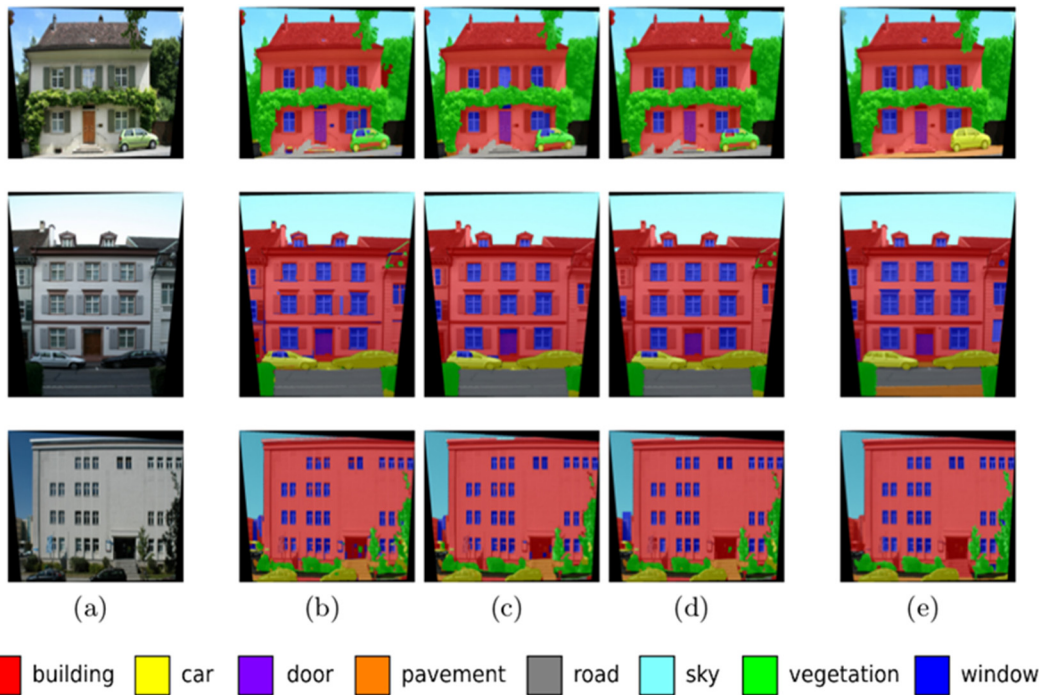 (a) (b) (c) (d) (e)
building car door pavement road sky vegetation window